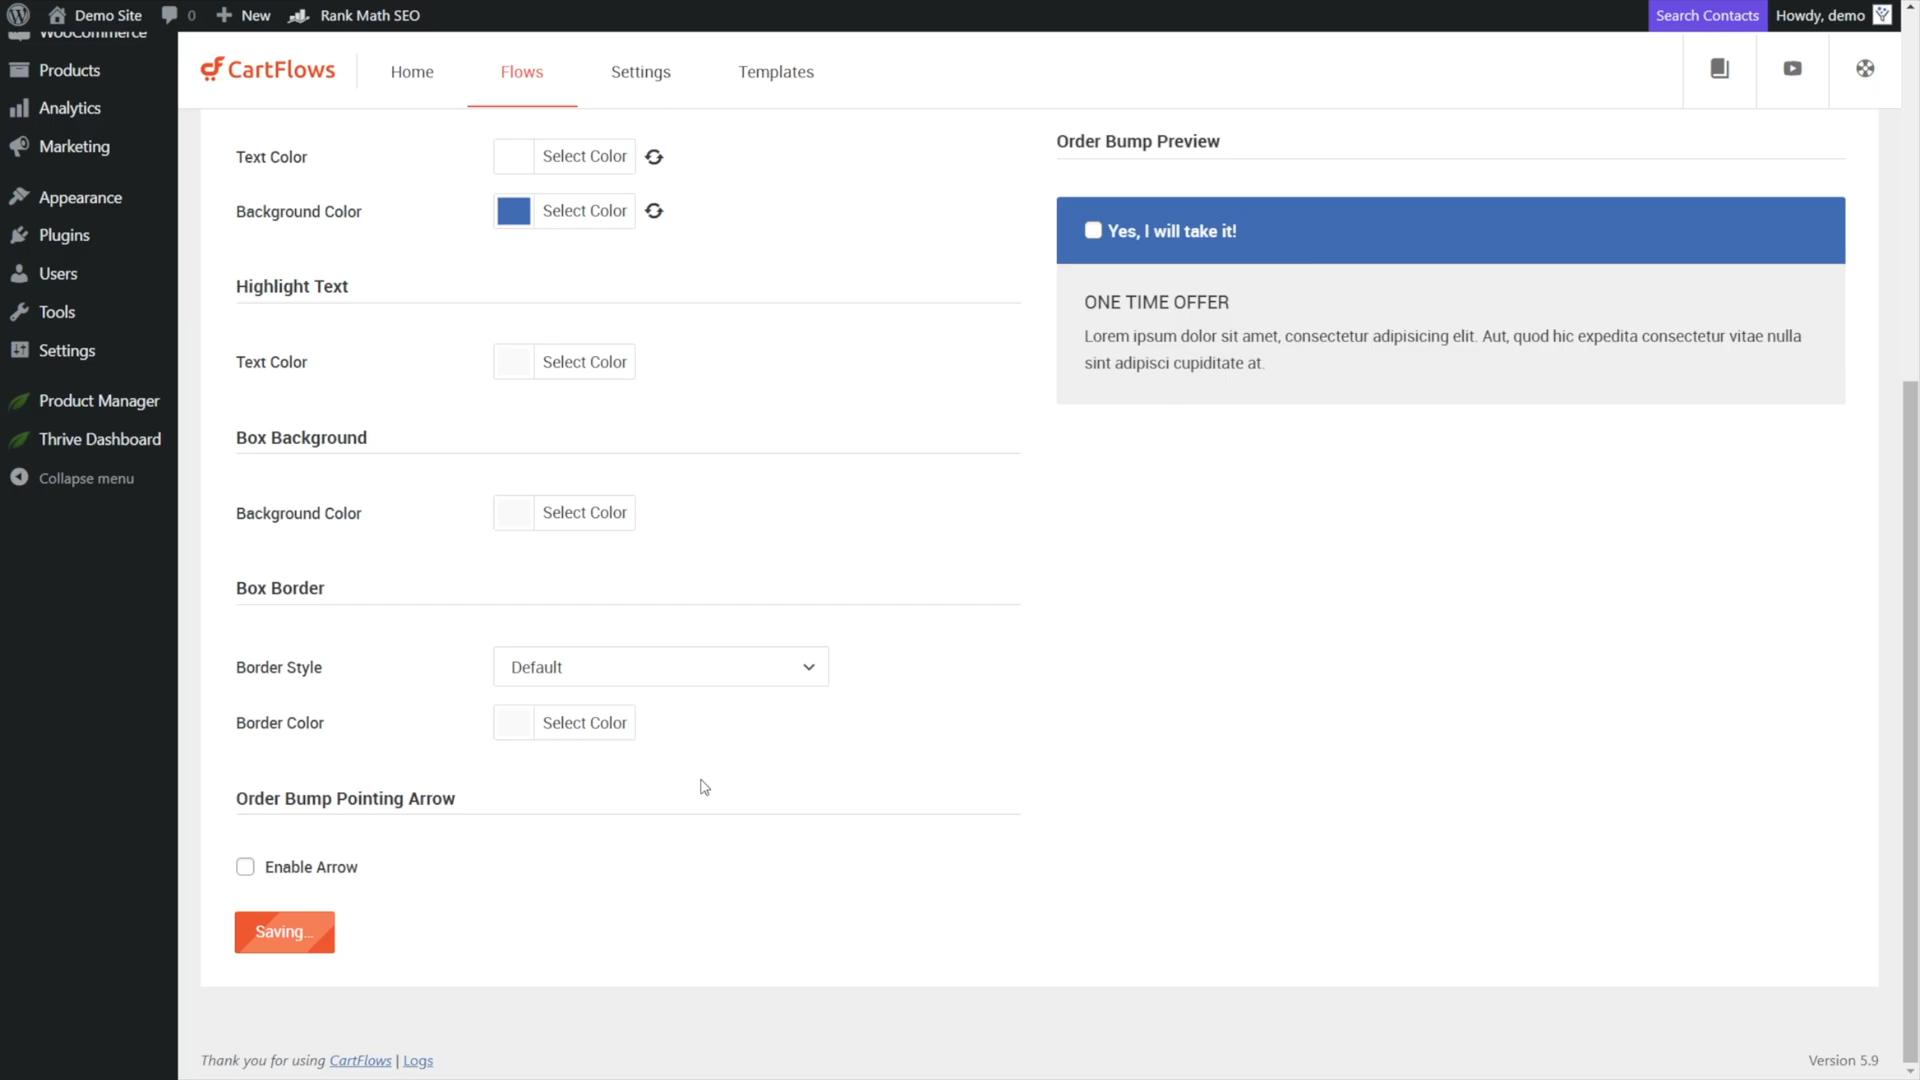 Demo Site
0
New
Rank Math SEO
Search Contacts
Howdy, demo
WooCommerce
Products
Analytics
Marketing
Appearance
Plugins
Users
Tools
Settings
Product Manager
Thrive Dashboard
Collapse menu
CartFlows
Home
Flows
Settings
Templates
Text Color
Select Color
Background Color
Select Color
Highlight Text
Text Color
Select Color
Box Background
Background Color
Select Color
Box Border
Border Style
Default
Border Color
Select Color
Order Bump Pointing Arrow
Enable Arrow
Saving...
Order Bump Preview
Yes, I will take it!
ONE TIME OFFER
Lorem ipsum dolor sit amet, consectetur adipisicing elit. Aut, quod hic expedita consectetur vitae nulla
sint adipisci cupiditate at.
Thank you for using CartFlows | Logs
Version 5.9